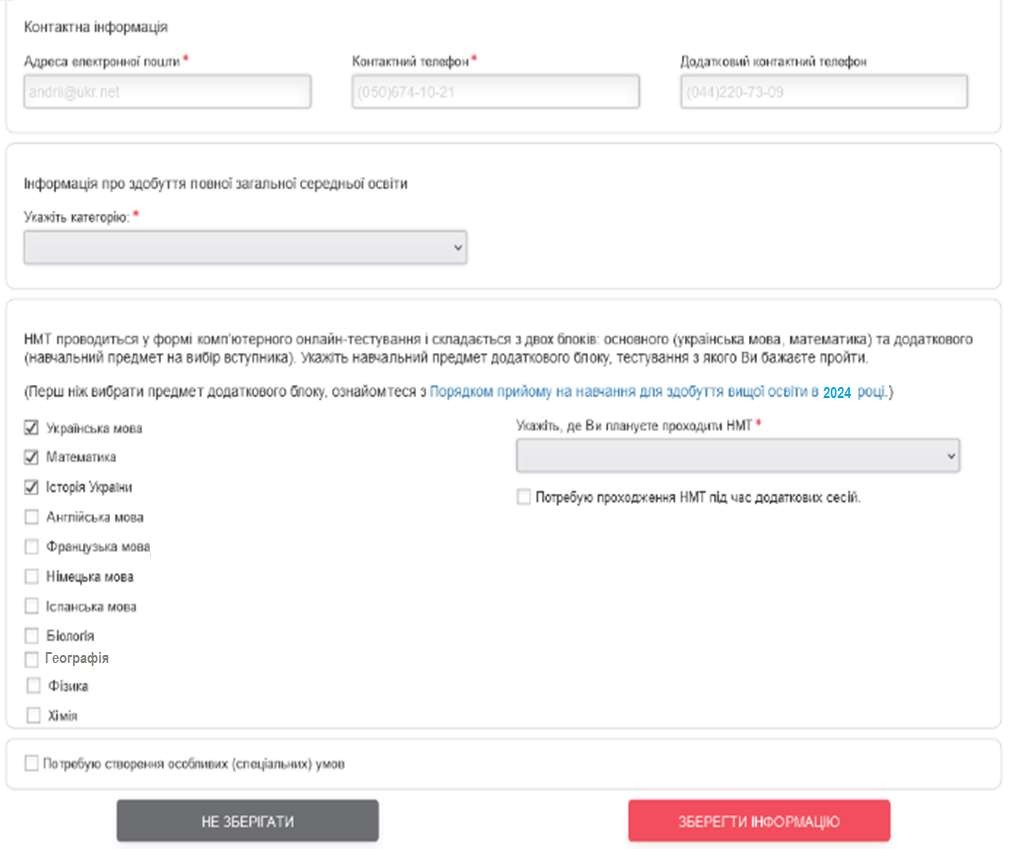 Контактна інформація
Адреса електронної пошти * Контактний телефон * Додатковий контактний телефон
andrii@ukr.net (050)674-10-21 (044)220-73-09
Інформація про здобуття повної загальної середньої освіти
Укажіть категорію: *
НМТ проводиться у формі комп'ютерного онлайн-тестування і складається з двох блоків: основного (українська мова, математика) та додаткового
(навчальний предмет на вибір вступника). Укажіть навчальний предмет додаткового блоку, тестування з якого Ви бажаєте пройти.
(Перш ніж вибрати предмет додаткового блоку, ознайомтеся з Порядком прийому на навчання для здобуття вищої освіти в 2024 році.)
Українська мова
Математика
Історія України
Англійська мова
Французька мова
Німецька мова
Іспанська мова
Біологія
Географія
Фізика
Хімія
Укажіть, де Ви плануєте проходити НМТ *
Потребую проходження НМТ під час додаткових сесій.
Потребую створення особливих (спеціальних) умов
НЕ ЗБЕРІГАТИ ЗБЕРЕГТИ ІНФОРМАЦІЮ